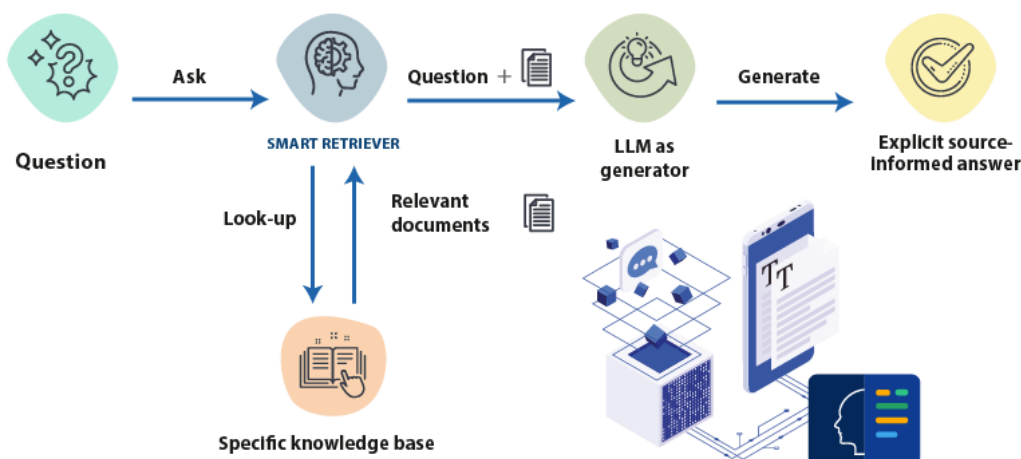 Ask
Question +
Generate
Question
SMART RETRIEVER
LLM as
generator
Explicit source-
informed answer
Look-up
Relevant
documents
TT
Specific knowledge base